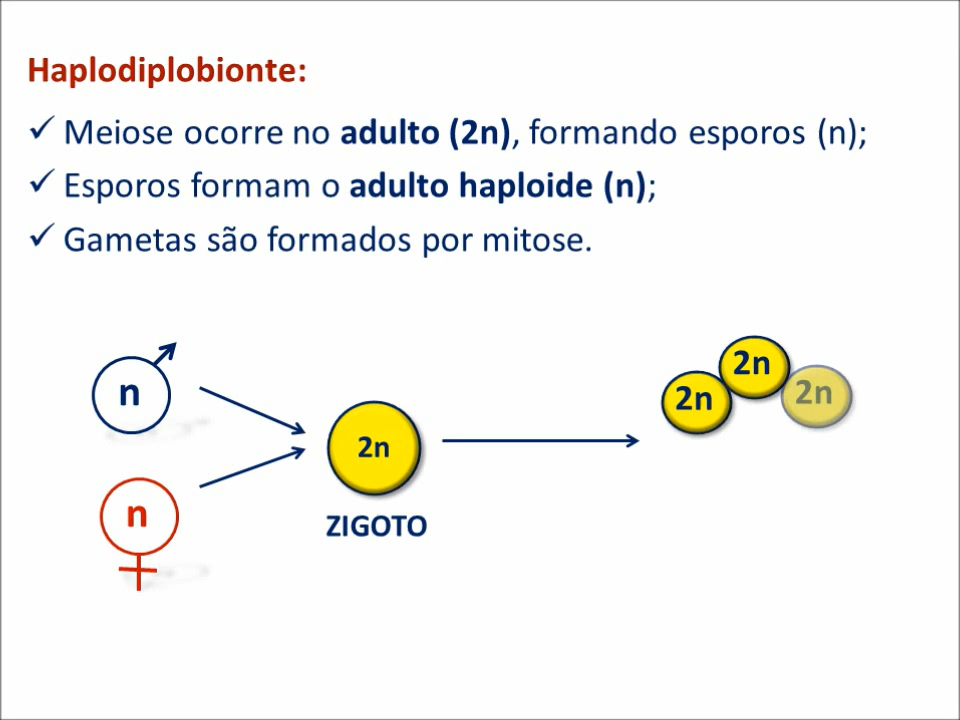 Haplodiplobionte:
✓ Meiose ocorre no adulto (2n), formando esporos (n);
✓ Esporos formam o adulto haploide (n);
✓ Gametas são formados por mitose.
n
2n
2n
2n
2n
n
ZIGOTO